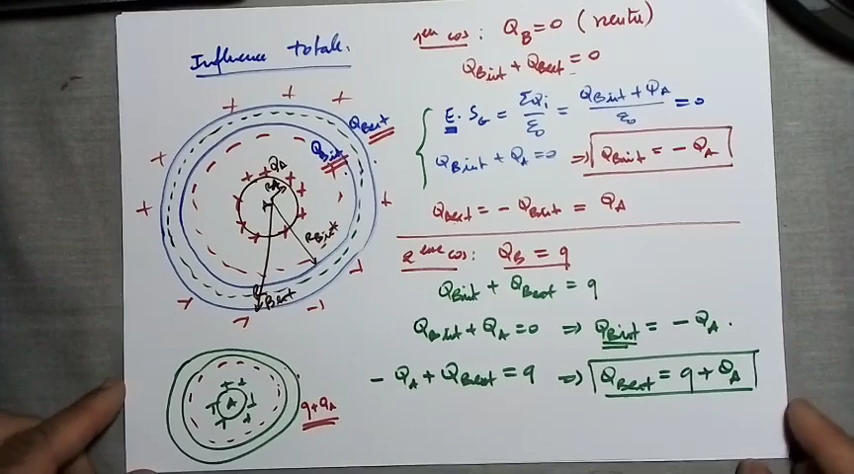 Influence totale.
1er cas : Q_B = 0 (neutre)
Q_Bint + Q_Bext = 0
E. S_G = ΣQi/ε0 = (Q_Bint + Q_A)/ε0 = 0
Q_Bint + Q_A = 0 ⇒ Q_Bint = - Q_A
Q_Bext = - Q_Bint = Q_A
Q_Bext
Q_Bint
Q_A
R_A
R_Bint
R_Bext
2eme cas : Q_B = q
Q_Bint + Q_Bext = q
Q_Bint + Q_A = 0 ⇒ Q_Bint = - Q_A.
- Q_A + Q_Bext = q ⇒ Q_Bext = q + Q_A
A
q+Q_A